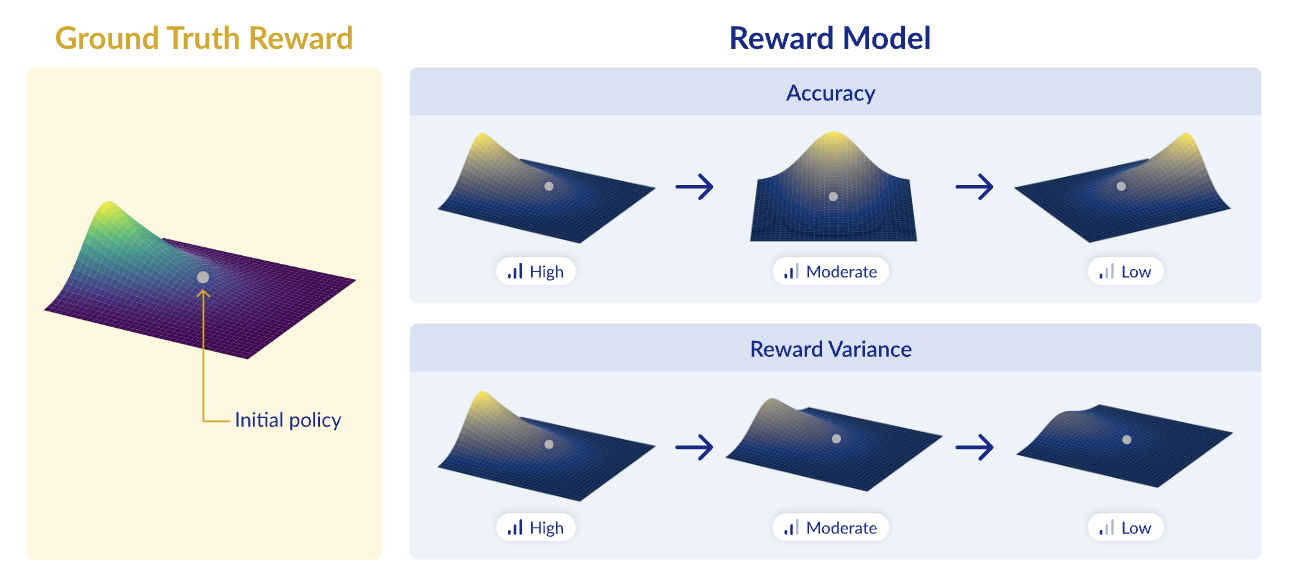 Ground Truth Reward
Initial policy
Reward Model
Accuracy
High
Moderate
Low
Reward Variance
High
Moderate
Low